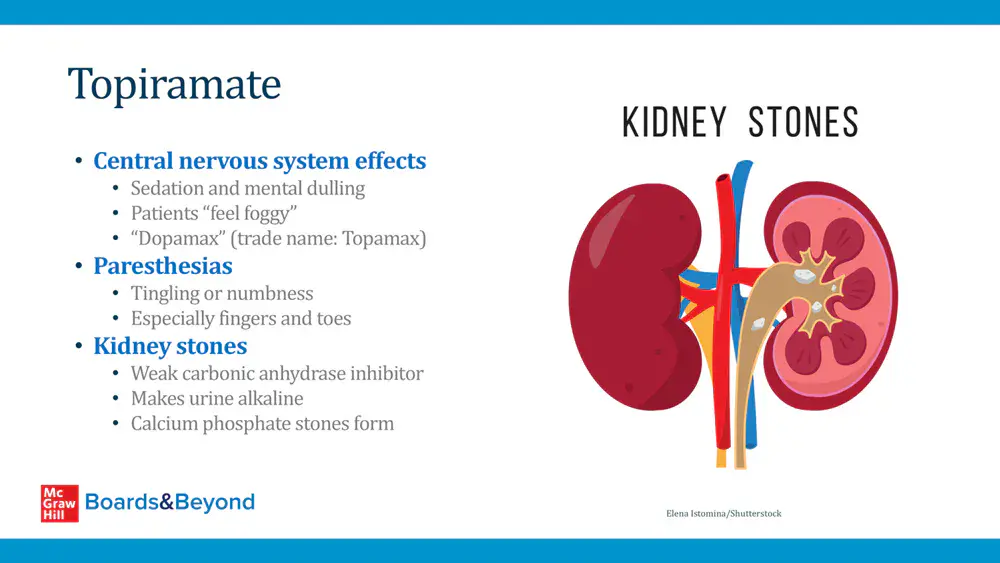 Topiramate
• Central nervous system effects
• Sedation and mental dulling
• Patients “feel foggy”
• “Dopamax” (trade name: Topamax)
• Paresthesias
• Tingling or numbness
• Especially fingers and toes
• Kidney stones
• Weak carbonic anhydrase inhibitor
• Makes urine alkaline
• Calcium phosphate stones form
KIDNEY STONES
Mc
Graw
Hill
Boards&Beyond
Elena Istomina/Shutterstock